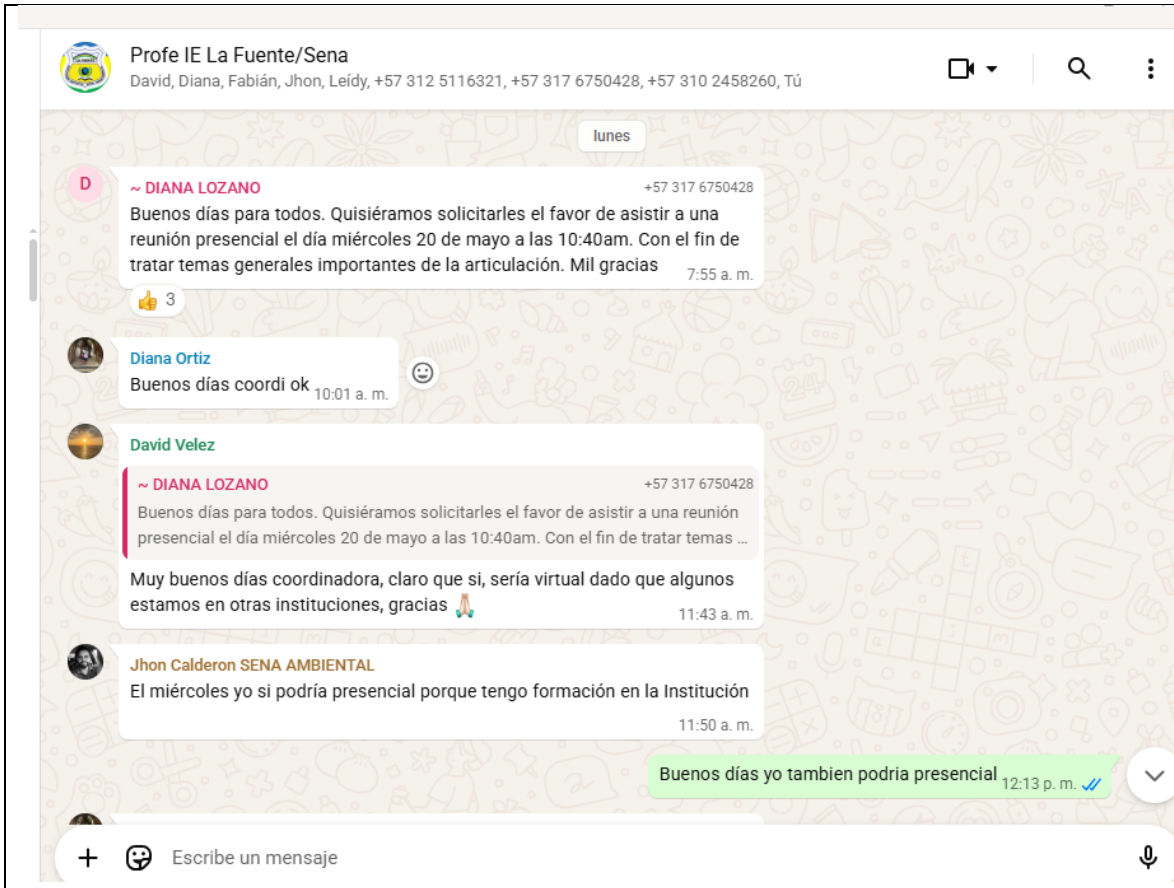 Profe IE La Fuente/Sena
David, Diana, Fabián, Jhon, Leídy, +57 312 5116321, +57 317 6750428, +57 310 2458260, Tú
lunes
D
~ DIANA LOZANO +57 317 6750428
Buenos días para todos. Quisiéramos solicitarles el favor de asistir a una
reunión presencial el día miércoles 20 de mayo a las 10:40am. Con el fin de
tratar temas generales importantes de la articulación. Mil gracias 7:55 a. m.
3
Diana Ortiz
Buenos días coordi ok 10:01 a. m.
David Velez
~ DIANA LOZANO +57 317 6750428
Buenos días para todos. Quisiéramos solicitarles el favor de asistir a una reunión
presencial el día miércoles 20 de mayo a las 10:40am. Con el fin de tratar temas ...
Muy buenos días coordinadora, claro que si, sería virtual dado que algunos
estamos en otras instituciones, gracias 11:43 a. m.
Jhon Calderon SENA AMBIENTAL
El miércoles yo si podría presencial porque tengo formación en la Institución
11:50 a. m.
Buenos días yo tambien podria presencial 12:13 p. m.
Escribe un mensaje